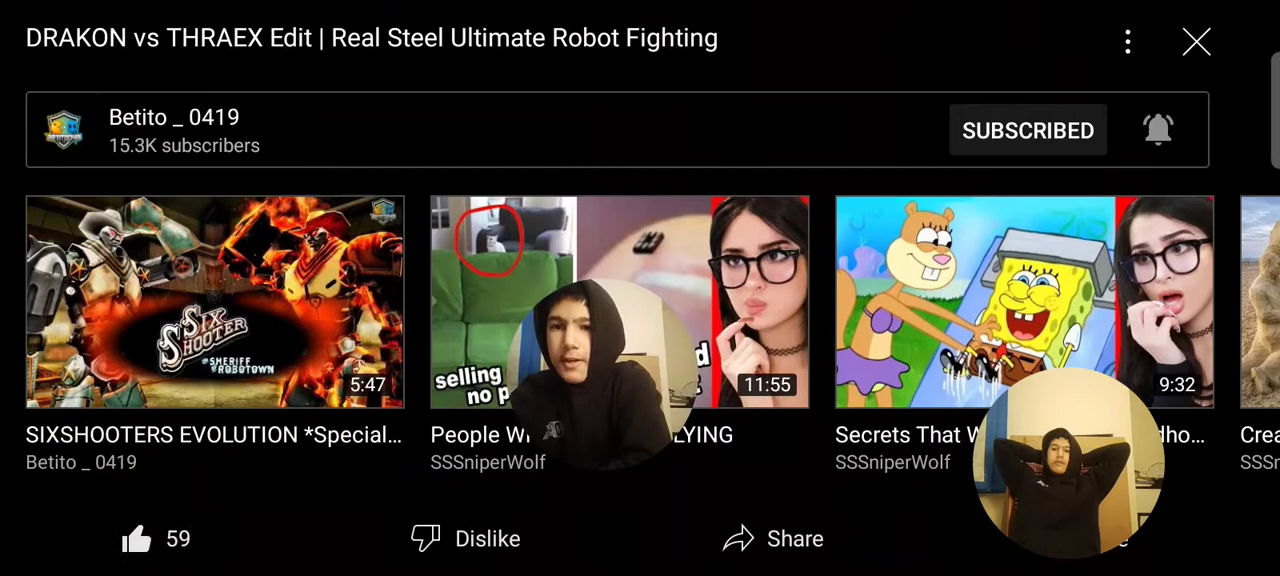 DRAKON vs THRAEX Edit | Real Steel Ultimate Robot Fighting
Betito _ 0419
15.3K subscribers
SUBSCRIBED
SIX
SHOOTER
SHERIFF
ROBOTOWN
5:47
selling
no p
d
11:55
9:32
SIXSHOOTERS EVOLUTION *Special...
Betito _ 0419
People W
LYING
SSSniperWolf
Secrets That W
dho...
SSSniperWolf
Crea
SSSn
59
Dislike
Share
e